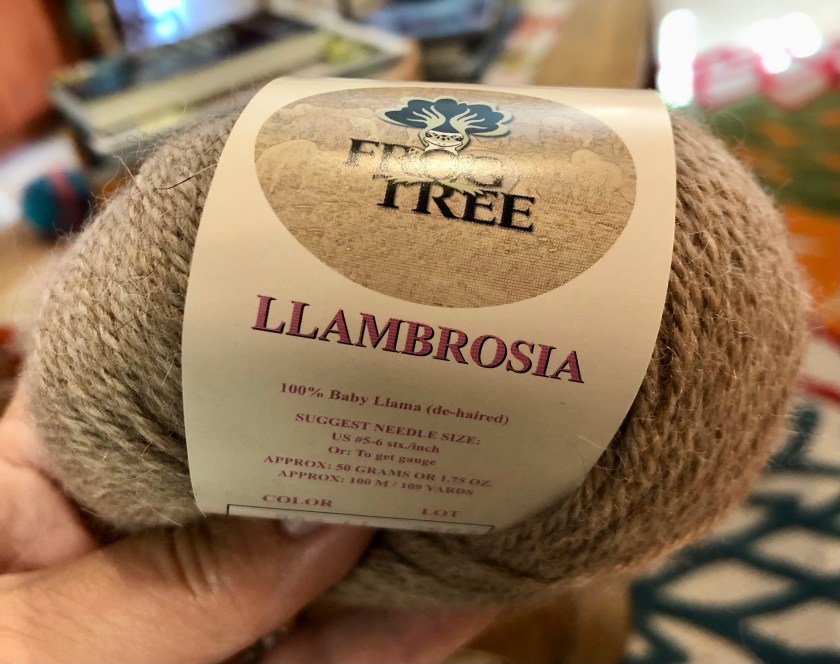 FROG
TREE
LLAMBROSIA
100% Baby Llama (de-haired)
SUGGEST NEEDLE SIZE:
US #5-6 sts./inch
Or: To get gauge
APPROX: 50 GRAMS OR 1.75 OZ.
APPROX: 100 M / 109 YARDS
COLOR LOT